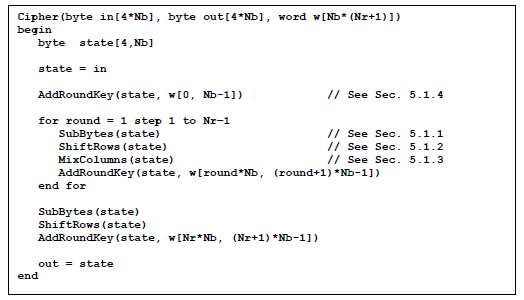 Cipher(byte in[4*Nb], byte out[4*Nb], word w[Nb*(Nr+1)])
begin
byte state[4,Nb]
state = in
AddRoundKey(state, w[0, Nb-1]) // See Sec. 5.1.4
for round = 1 step 1 to Nr-1
SubBytes(state) // See Sec. 5.1.1
ShiftRows(state) // See Sec. 5.1.2
MixColumns(state) // See Sec. 5.1.3
AddRoundKey(state, w[round*Nb, (round+1)*Nb-1])
end for
SubBytes(state)
ShiftRows(state)
AddRoundKey(state, w[Nr*Nb, (Nr+1)*Nb-1])
out = state
end